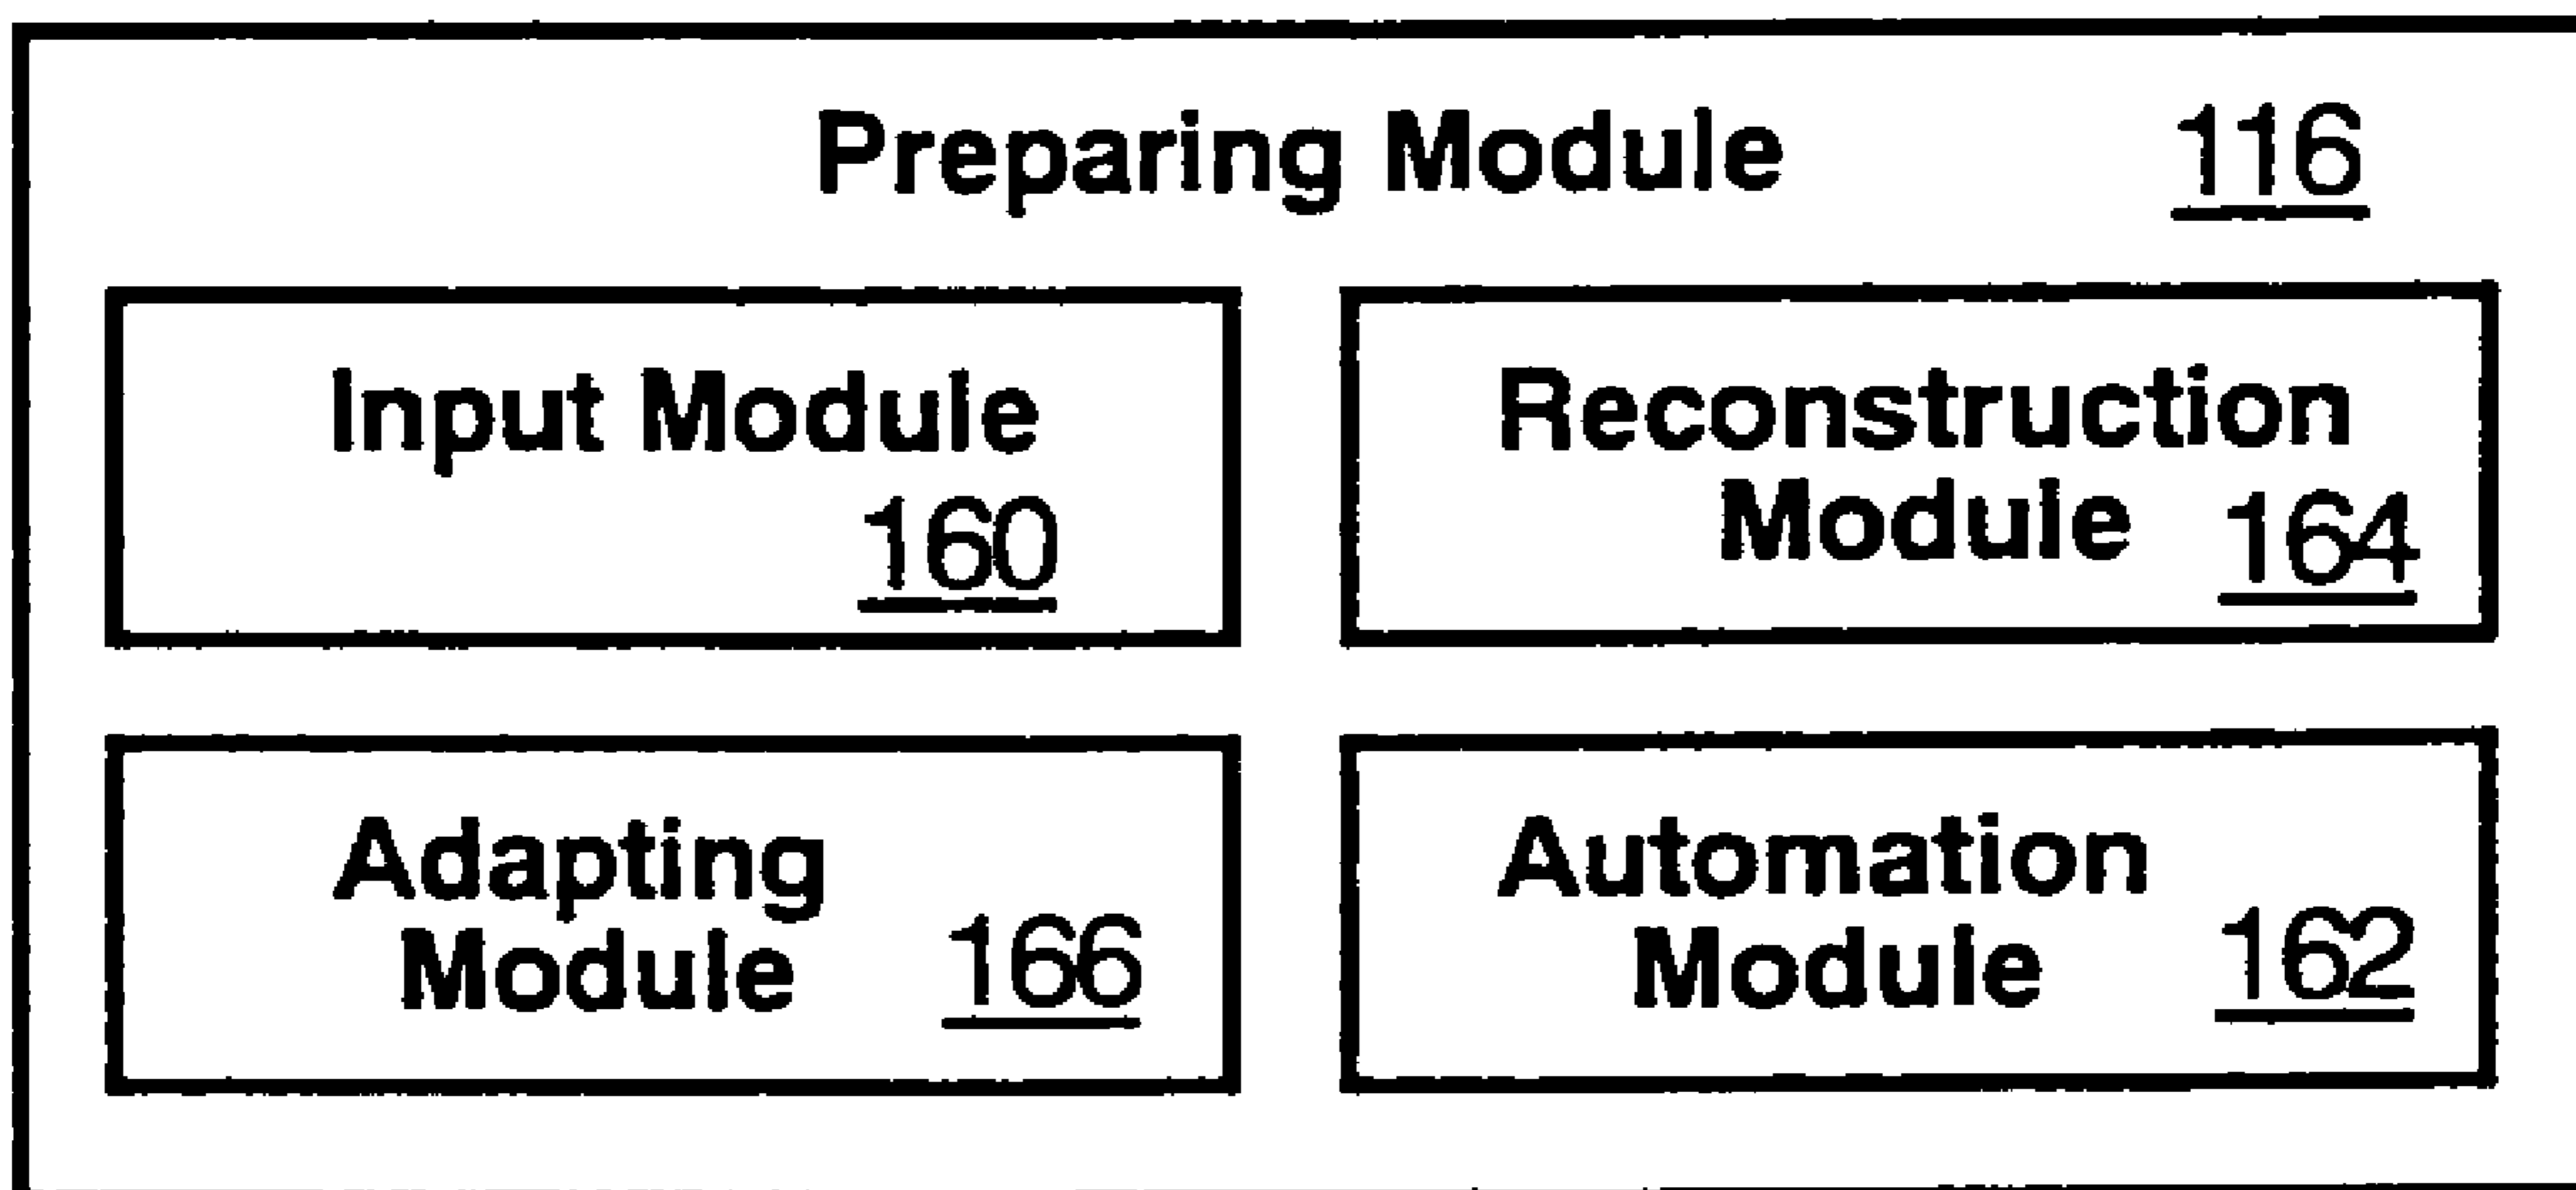 Preparing Module 116
Input Module
160
Reconstruction
Module 164
Adapting
Module 166
Automation
Module 162